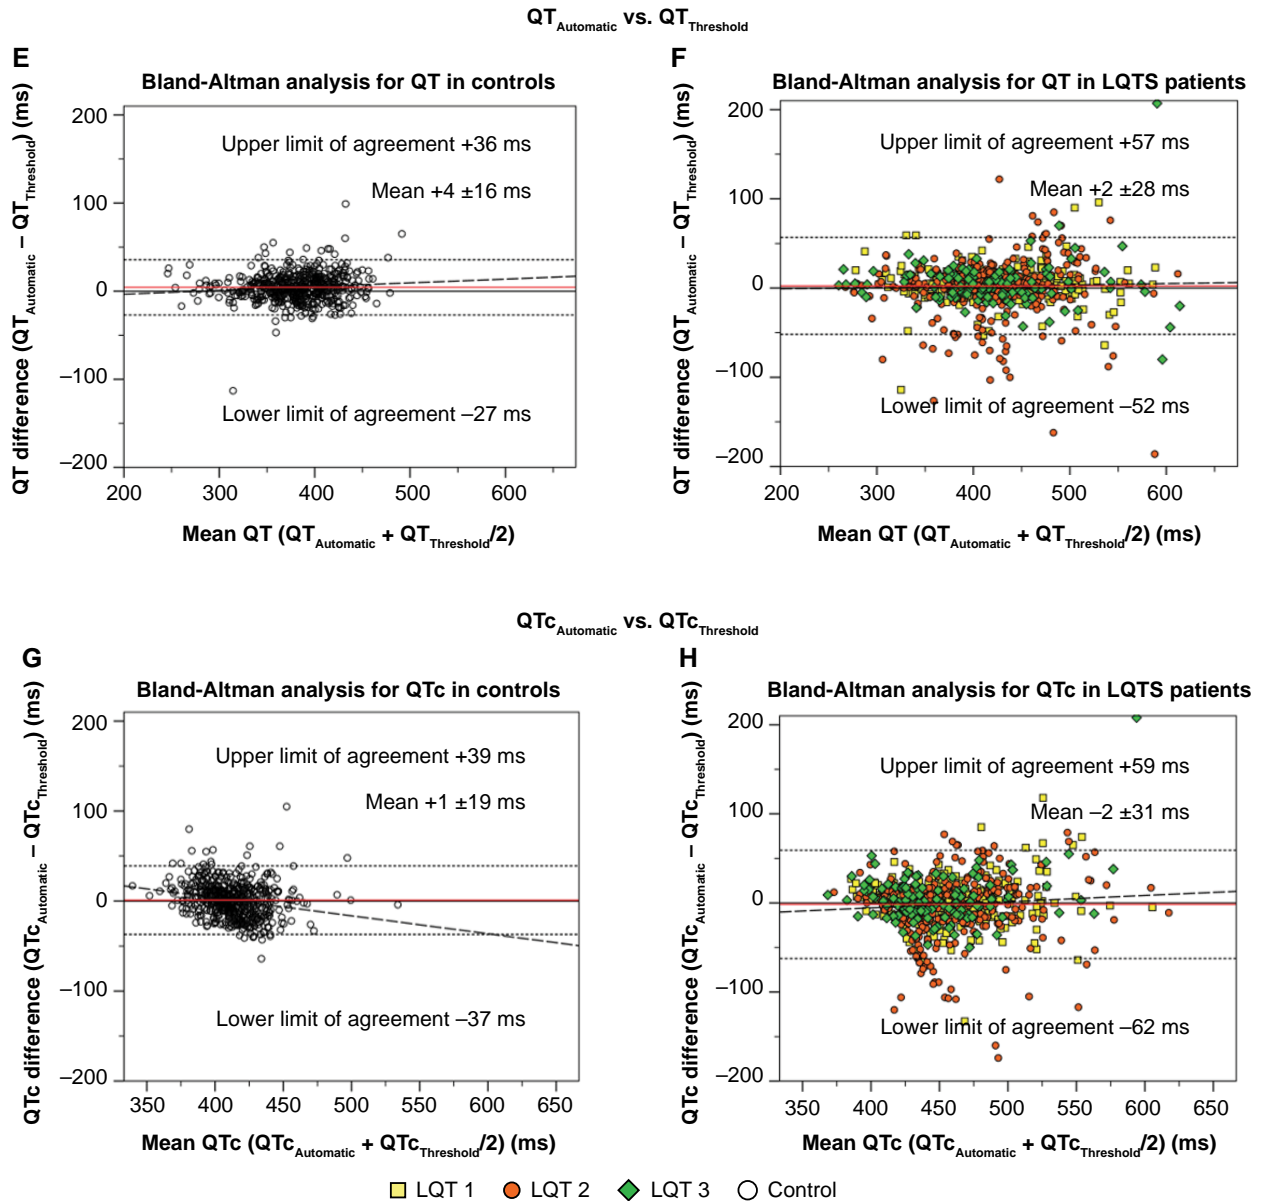 QTAutomatic vs. QTThreshold
E
Bland-Altman analysis for QT in controls
QT difference (QTAutomatic – QTThreshold) (ms)
200
100
0
–100
–200
Upper limit of agreement +36 ms
Mean +4 ±16 ms
Lower limit of agreement –27 ms
200 300 400 500 600
Mean QT (QTAutomatic + QTThreshold/2)
F
Bland-Altman analysis for QT in LQTS patients
QT difference (QTAutomatic – QTThreshold) (ms)
200
100
0
–100
–200
Upper limit of agreement +57 ms
Mean +2 ±28 ms
Lower limit of agreement –52 ms
200 300 400 500 600
Mean QT (QTAutomatic + QTThreshold/2) (ms)
QTcAutomatic vs. QTcThreshold
G
Bland-Altman analysis for QTc in controls
QTc difference (QTcAutomatic – QTcThreshold) (ms)
200
100
0
–100
–200
Upper limit of agreement +39 ms
Mean +1 ±19 ms
Lower limit of agreement –37 ms
350 400 450 500 550 600 650
Mean QTc (QTcAutomatic + QTcThreshold/2) (ms)
H
Bland-Altman analysis for QTc in LQTS patients
QTc difference (QTcAutomatic – QTcThreshold) (ms)
200
100
0
–100
–200
Upper limit of agreement +59 ms
Mean –2 ±31 ms
Lower limit of agreement –62 ms
350 400 450 500 550 600 650
Mean QTc (QTcAutomatic + QTcThreshold/2) (ms)
LQT 1 LQT 2 LQT 3 Control